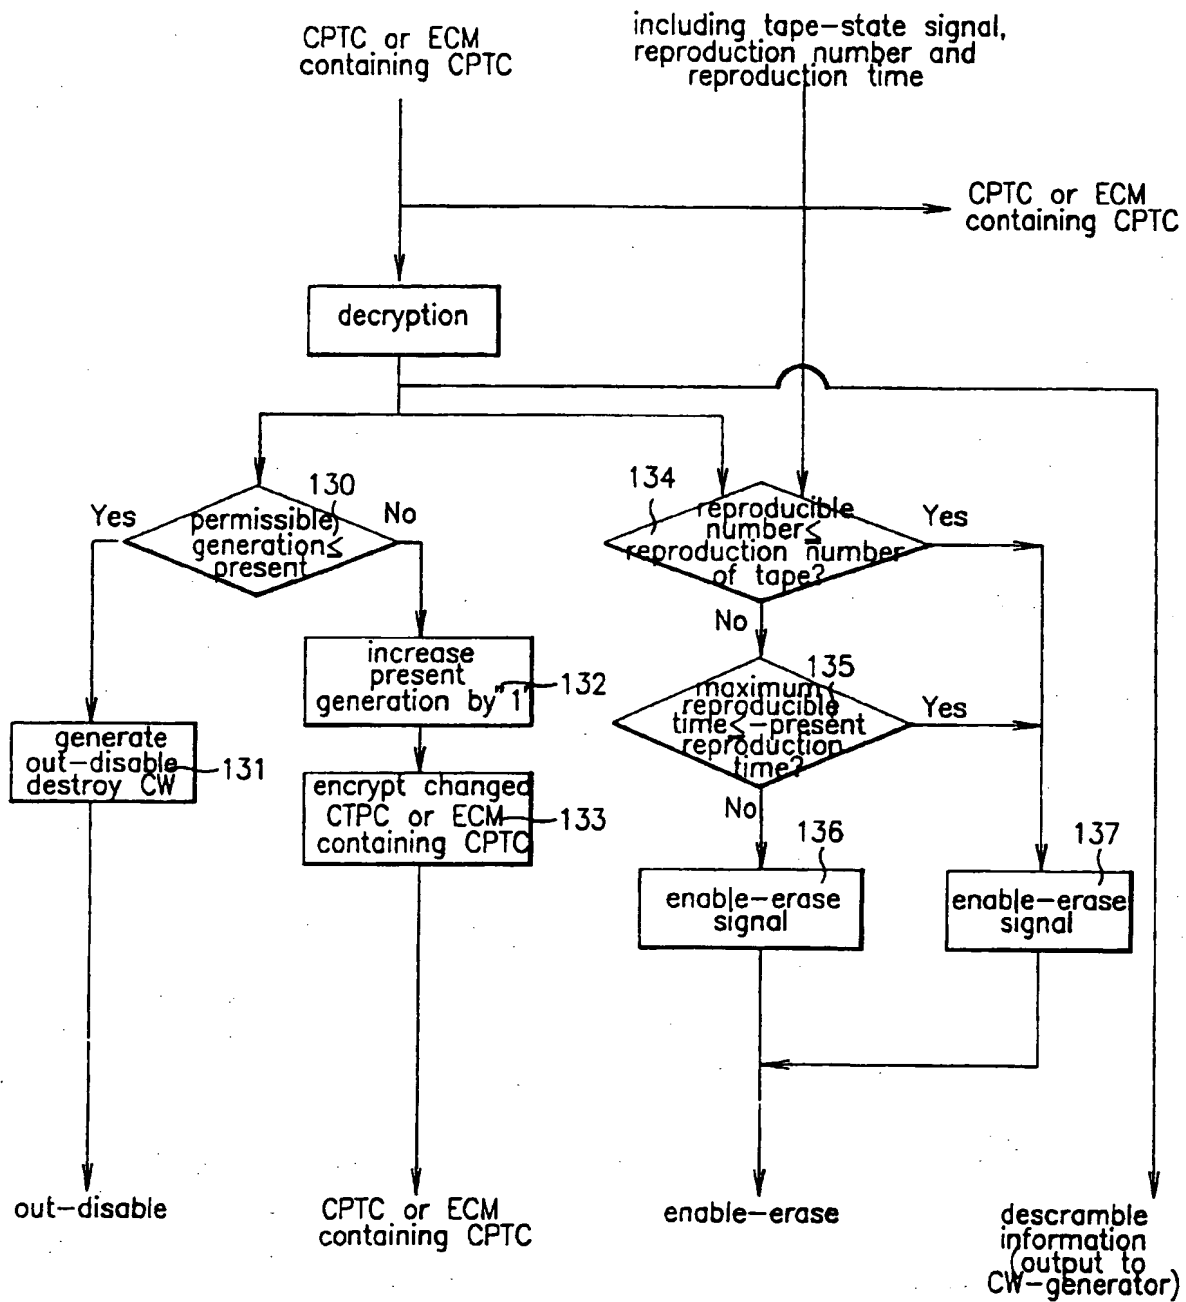 CPTC or ECM
containing CPTC
including tape-state signal,
reproduction number and
reproduction time
CPTC or ECM
containing CPTC
decryption
130
Yes
permissible
generation≤
present
No
134
reproducible
number≤
reproduction number
of tape?
Yes
No
increase
present
generation by"1"
132
135
maximum
reproducible
time≤-present
reproduction
time?
Yes
No
generate
out-disable
destroy CW
131
encrypt changed
CTPC or ECM
containing CPTC
133
136
enable-erase
signal
137
enable-erase
signal
out-disable
CPTC or ECM
containing CPTC
enable-erase
descramble
information
(output to
CW-generator)